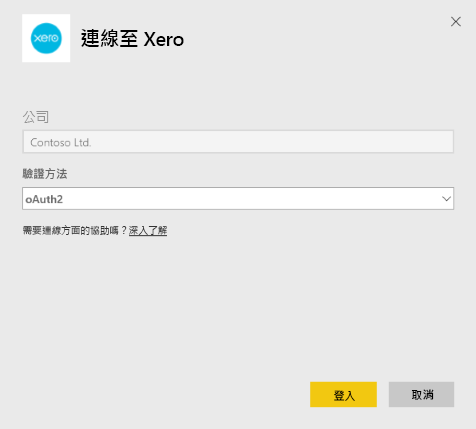 xero
連線至 Xero
公司
Contoso Ltd.
驗證方法
oAuth2
需要連線方面的協助嗎？深入了解
登入
取消